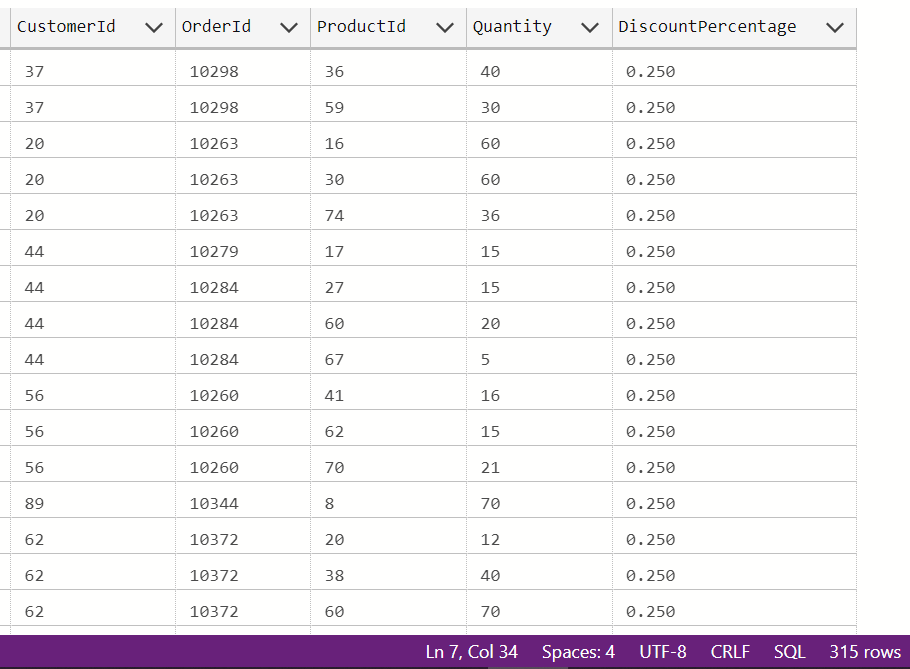 CustomerId OrderId ProductId Quantity DiscountPercentage
37 10298 36 40 0.250
37 10298 59 30 0.250
20 10263 16 60 0.250
20 10263 30 60 0.250
20 10263 74 36 0.250
44 10279 17 15 0.250
44 10284 27 15 0.250
44 10284 60 20 0.250
44 10284 67 5 0.250
56 10260 41 16 0.250
56 10260 62 15 0.250
56 10260 70 21 0.250
89 10344 8 70 0.250
62 10372 20 12 0.250
62 10372 38 40 0.250
62 10372 60 70 0.250
Ln 7, Col 34 Spaces: 4 UTF-8 CRLF SQL 315 rows